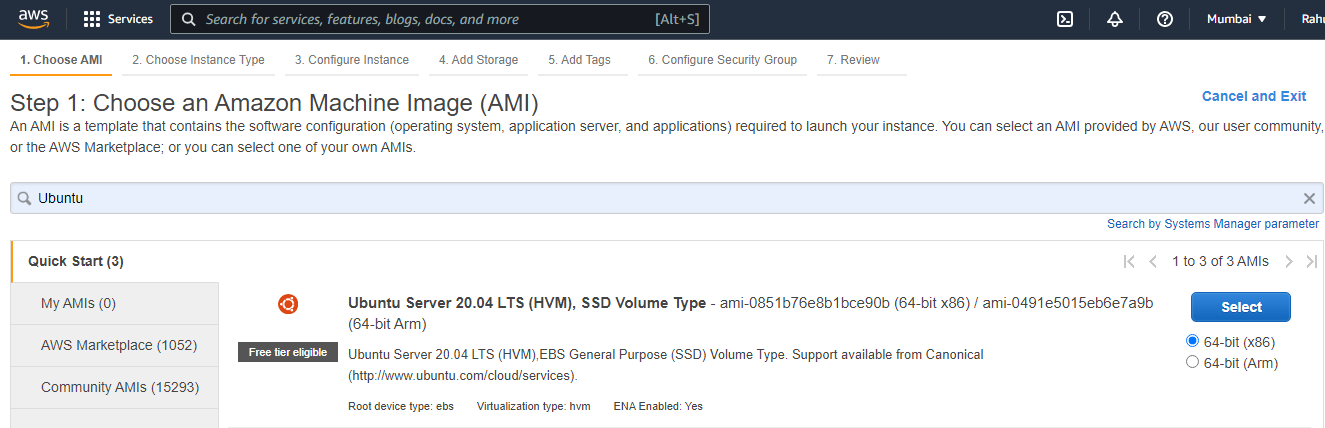 aws Services Search for services, features, blogs, docs, and more [Alt+S] Mumbai Rahu
1. Choose AMI 2. Choose Instance Type 3. Configure Instance 4. Add Storage 5. Add Tags 6. Configure Security Group 7. Review
Step 1: Choose an Amazon Machine Image (AMI) Cancel and Exit
An AMI is a template that contains the software configuration (operating system, application server, and applications) required to launch your instance. You can select an AMI provided by AWS, our user community,
or the AWS Marketplace; or you can select one of your own AMIs.
Ubuntu
Search by Systems Manager parameter
Quick Start (3) 1 to 3 of 3 AMIs
My AMIs (0)
AWS Marketplace (1052)
Community AMIs (15293)
Free tier eligible
Ubuntu Server 20.04 LTS (HVM), SSD Volume Type - ami-0851b76e8b1bce90b (64-bit x86) / ami-0491e5015eb6e7a9b
(64-bit Arm)
Ubuntu Server 20.04 LTS (HVM),EBS General Purpose (SSD) Volume Type. Support available from Canonical
(http://www.ubuntu.com/cloud/services).
Root device type: ebs Virtualization type: hvm ENA Enabled: Yes
Select
64-bit (x86)
64-bit (Arm)